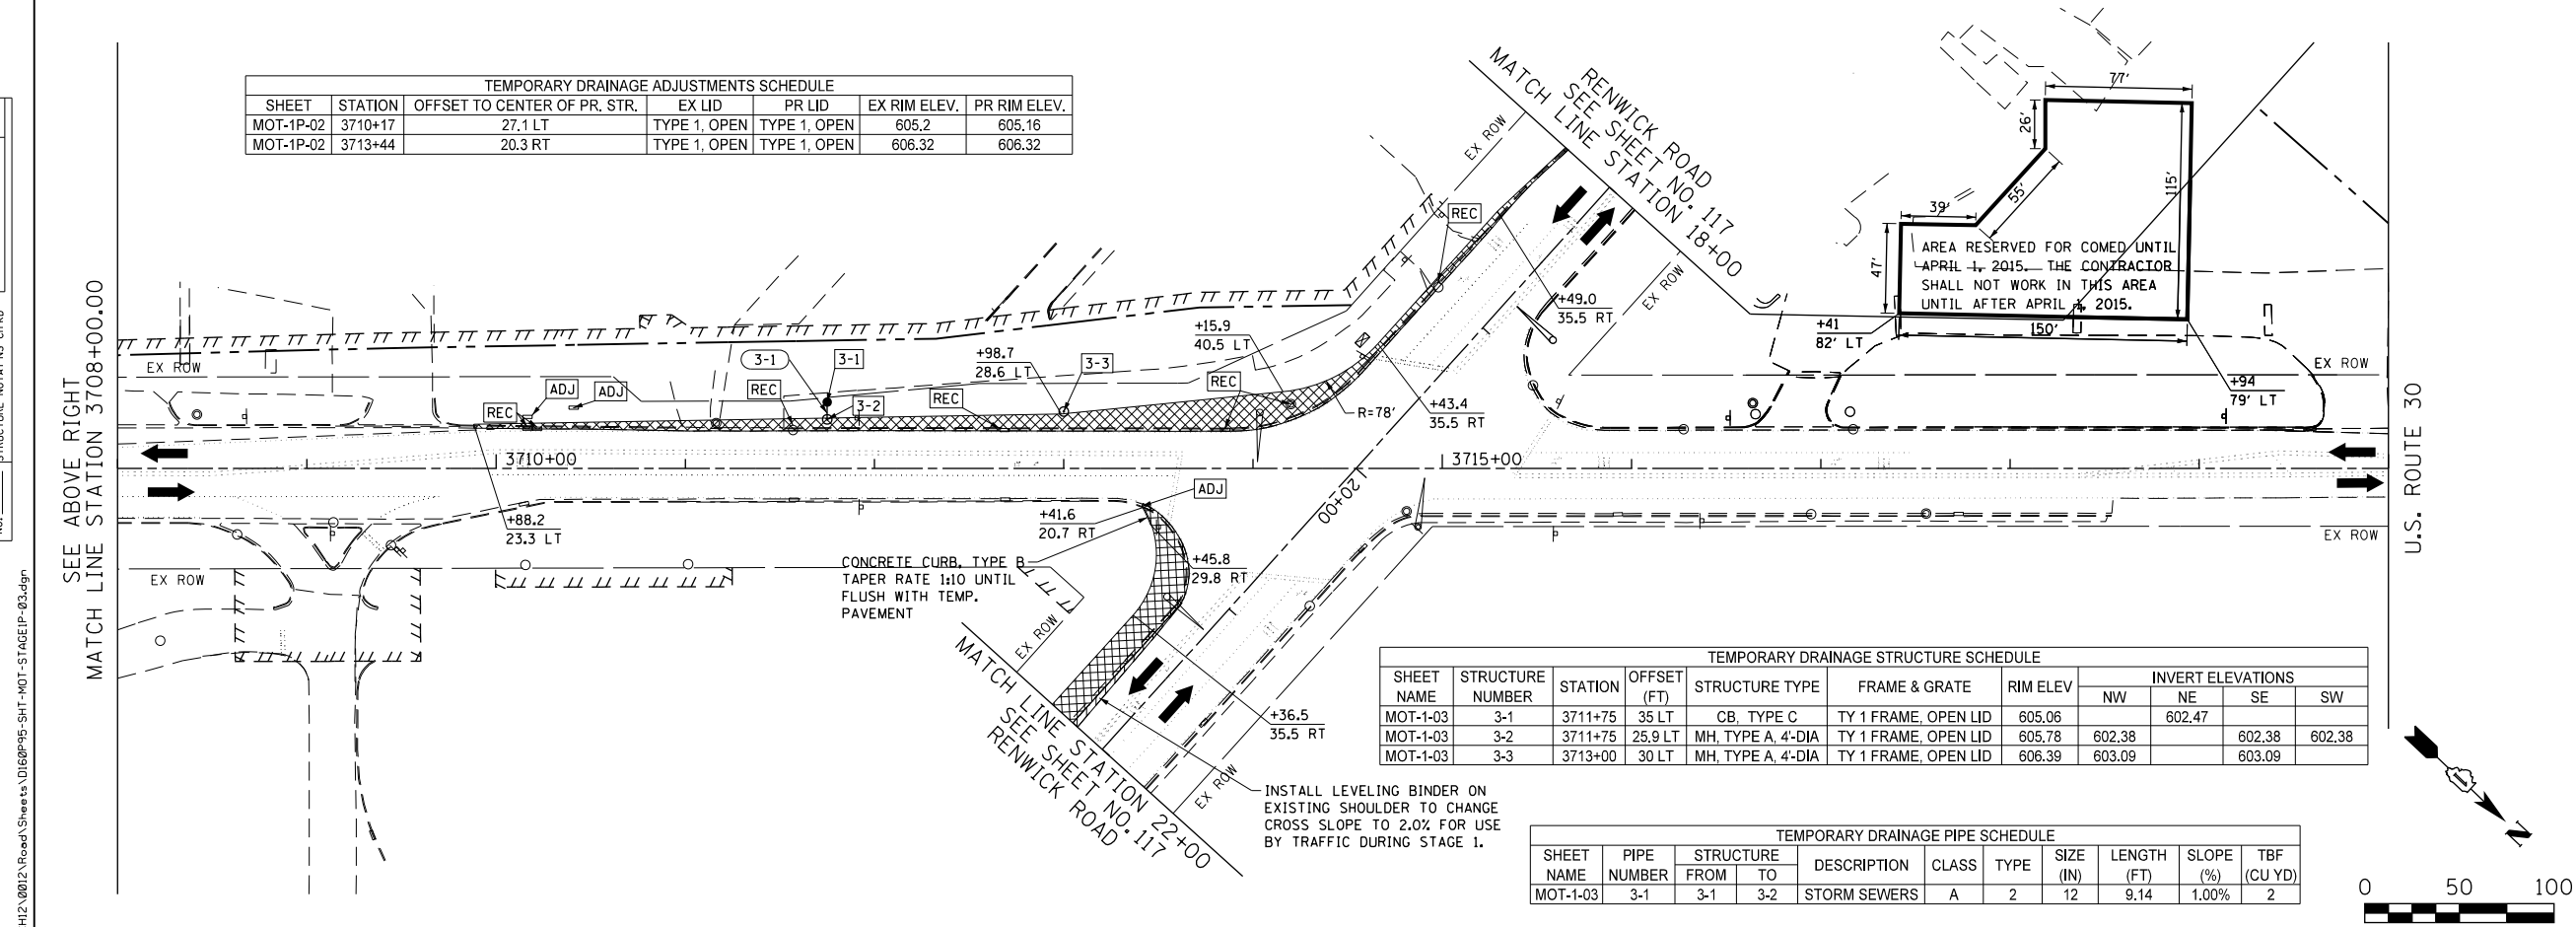 TEMPORARY DRAINAGE ADJUSTMENTS SCHEDULE
SHEET STATION OFFSET TO CENTER OF PR. STR. EX LID PR LID EX RIM ELEV. PR RIM ELEV.
MOT-1P-02 3710+17 27.1 LT TYPE 1, OPEN TYPE 1, OPEN 605.2 605.16
MOT-1P-02 3713+44 20.3 RT TYPE 1, OPEN TYPE 1, OPEN 606.32 606.32
MATCH LINE STATION 18+00
SEE SHEET NO. 117
RENWICK ROAD
EX ROW
EX ROW
77'
26'
55'
39'
47'
115'
150'
AREA RESERVED FOR COMED UNTIL
APRIL 1, 2015. THE CONTRACTOR
SHALL NOT WORK IN THIS AREA
UNTIL AFTER APRIL 1, 2015.
+41
82' LT
+94
79' LT
EX ROW
SEE ABOVE RIGHT
MATCH LINE STATION 3708+00.00
EX ROW
REC
ADJ
ADJ
REC
3-1
3-1
3-2
REC
+98.7
28.6 LT
3-3
+15.9
40.5 LT
REC
REC
+49.0
35.5 RT
R=78'
+43.4
35.5 RT
3710+00
3715+00
20+00
U.S. ROUTE 30
EX ROW
+88.2
23.3 LT
EX ROW
ADJ
+41.6
20.7 RT
+45.8
29.8 RT
CONCRETE CURB, TYPE B
TAPER RATE 1:10 UNTIL
FLUSH WITH TEMP.
PAVEMENT
EX ROW
MATCH LINE STATION 22+00
SEE SHEET NO. 117
RENWICK ROAD
+36.5
35.5 RT
EX ROW
INSTALL LEVELING BINDER ON
EXISTING SHOULDER TO CHANGE
CROSS SLOPE TO 2.0% FOR USE
BY TRAFFIC DURING STAGE 1.
TEMPORARY DRAINAGE STRUCTURE SCHEDULE
SHEET NAME STRUCTURE NUMBER STATION OFFSET (FT) STRUCTURE TYPE FRAME & GRATE RIM ELEV INVERT ELEVATIONS
NW NE SE SW
MOT-1-03 3-1 3711+75 35 LT CB, TYPE C TY 1 FRAME, OPEN LID 605.06 602.47
MOT-1-03 3-2 3711+75 25.9 LT MH, TYPE A, 4'-DIA TY 1 FRAME, OPEN LID 605.78 602.38 602.38 602.38
MOT-1-03 3-3 3713+00 30 LT MH, TYPE A, 4'-DIA TY 1 FRAME, OPEN LID 606.39 603.09 603.09
TEMPORARY DRAINAGE PIPE SCHEDULE
SHEET NAME PIPE NUMBER STRUCTURE FROM TO DESCRIPTION CLASS TYPE SIZE (IN) LENGTH (FT) SLOPE (%) TBF (CU YD)
MOT-1-03 3-1 3-1 3-2 STORM SEWERS A 2 12 9.14 1.00% 2
N
0 50 100
H12\0012\Road\Sheets\D160P95-SHT-MOT-STAGE1P-03.dgn